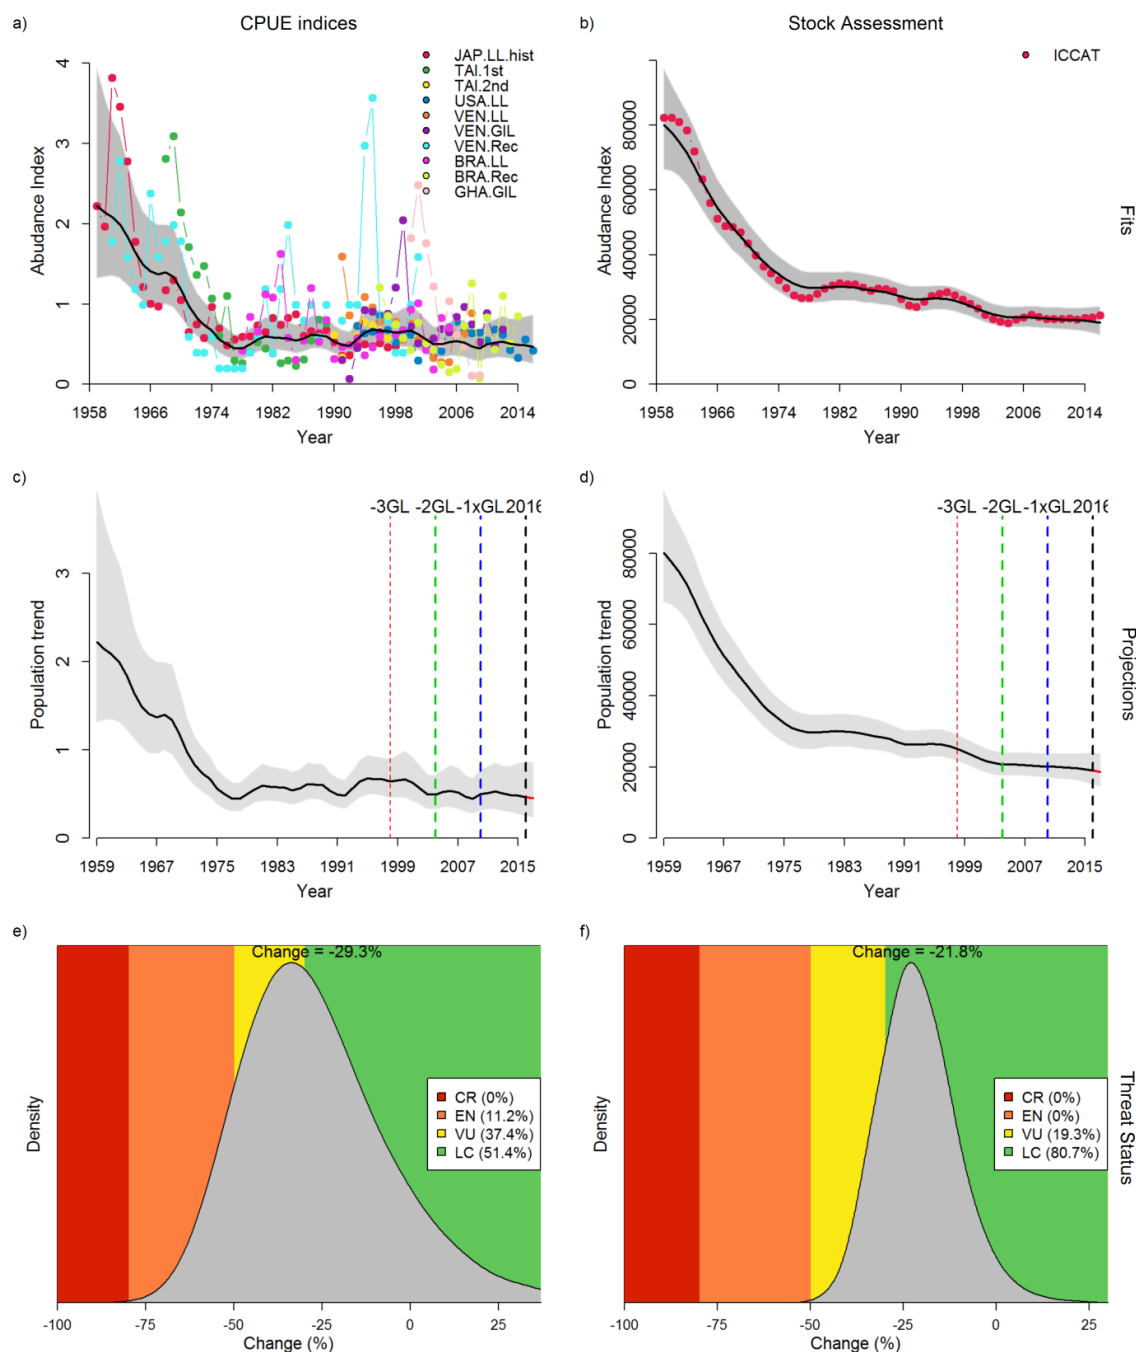 a) CPUE indices
b) Stock Assessment
JAP.LL.hist
TAI.1st
TAI.2nd
USA.LL
VEN.LL
VEN.GIL
VEN.Rec
BRA.LL
BRA.Rec
GHA.GIL
Abudance Index
0 1 2 3 4
1958 1966 1974 1982 1990 1998 2006 2014
Year
ICCAT
Abudance Index
0 20000 40000 60000 80000
1958 1966 1974 1982 1990 1998 2006 2014
Year
Fits
c)
-3GL -2GL -1xGL 2016
Population trend
0 1 2 3
1959 1967 1975 1983 1991 1999 2007 2015
Year
d)
-3GL -2GL -1xGL 2016
Population trend
0 20000 40000 60000 80000
1959 1967 1975 1983 1991 1999 2007 2015
Year
Projections
e)
Change = -29.3%
CR (0%)
EN (11.2%)
VU (37.4%)
LC (51.4%)
Density
-100 -75 -50 -25 0 25
Change (%)
f)
Change = -21.8%
CR (0%)
EN (0%)
VU (19.3%)
LC (80.7%)
Density
-100 -75 -50 -25 0 25
Change (%)
Threat Status